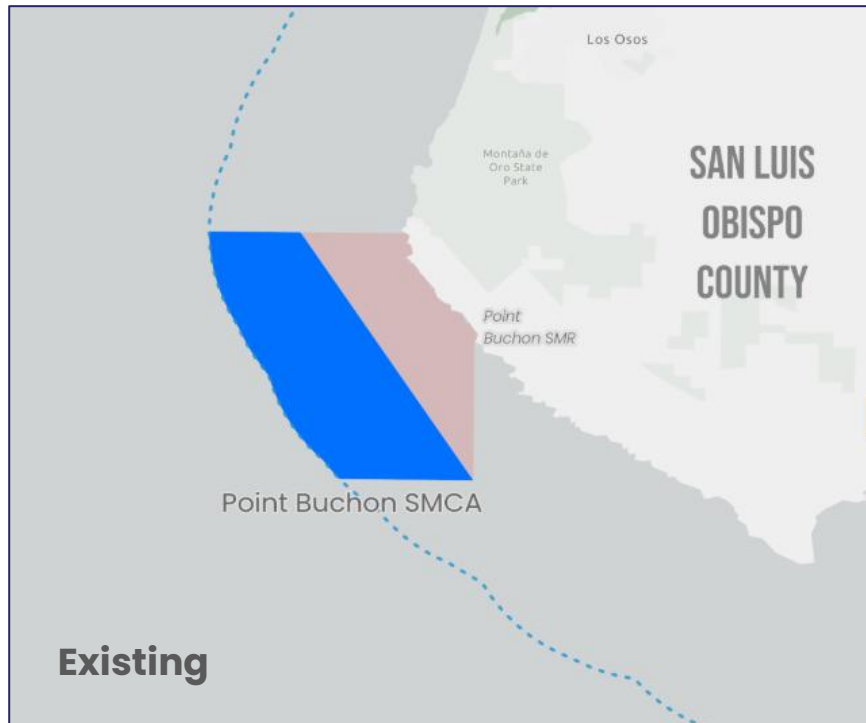 Los Osos
Montaña de
Oro State
Park
SAN LUIS
OBISPO
COUNTY
Point
Buchon SMR
Point Buchon SMCA
Existing